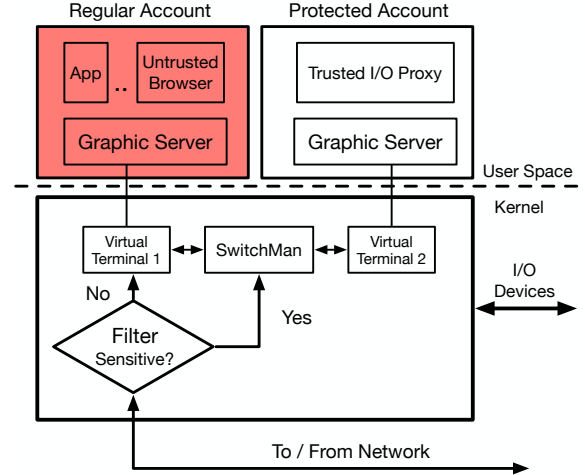 Regular Account
Protected Account
App
..
Untrusted
Browser
Trusted I/O Proxy
Graphic Server
Graphic Server
User Space
Kernel
Virtual
Terminal 1
SwitchMan
Virtual
Terminal 2
I/O
Devices
No
Yes
Filter
Sensitive?
To / From Network